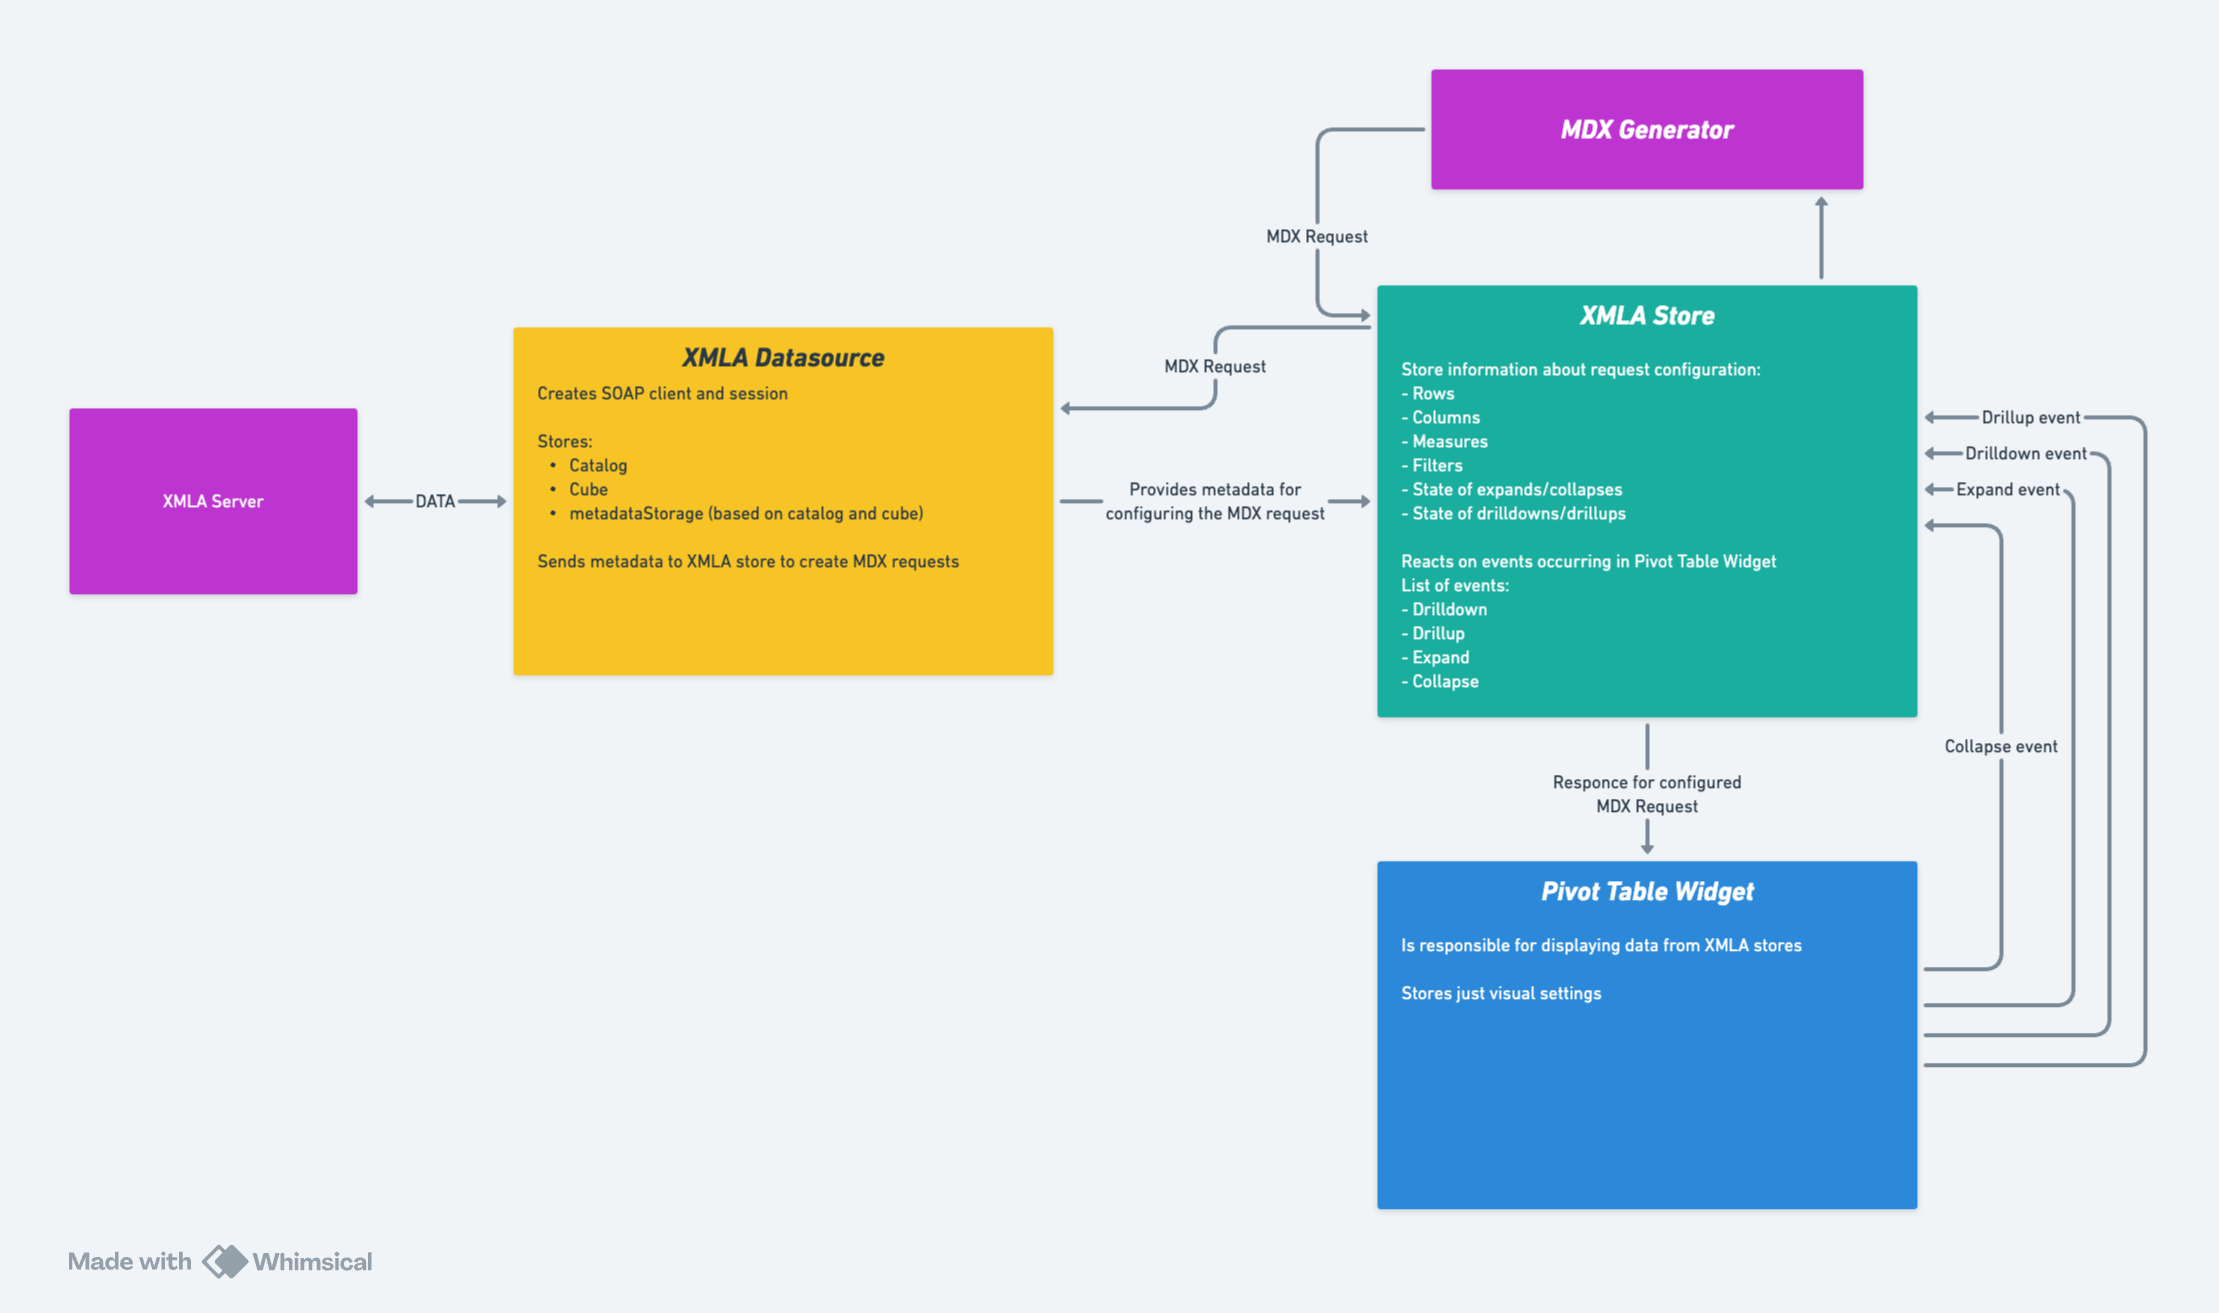 MDX Generator
MDX Request
XMLA Store
Store information about request configuration:
- Rows
- Columns
- Measures
- Filters
- State of expands/collapses
- State of drilldowns/drillups
Reacts on events occurring in Pivot Table Widget
List of events:
- Drilldown
- Drillup
- Expand
- Collapse
MDX Request
XMLA Datasource
Creates SOAP client and session
Stores:
• Catalog
• Cube
• metadataStorage (based on catalog and cube)
Sends metadata to XMLA store to create MDX requests
XMLA Server
DATA
Provides metadata for
configuring the MDX request
Drillup event
Drilldown event
Expand event
Collapse event
Responce for configured
MDX Request
Pivot Table Widget
Is responsible for displaying data from XMLA stores
Stores just visual settings
Made with Whimsical